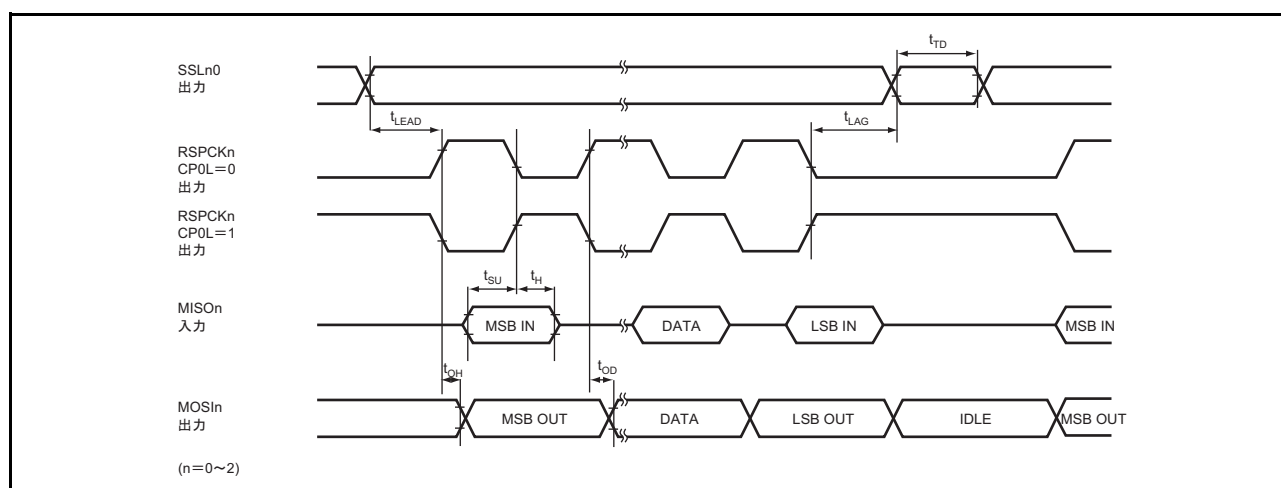 SSLn0
出力
tTD
tLEAD
tLAG
RSPCKn
CP0L=0
出力
RSPCKn
CP0L=1
出力
tSU
tH
MISOn
入力
MSB IN
DATA
LSB IN
MSB IN
tOH
tOD
MOSIn
出力
MSB OUT
DATA
LSB OUT
IDLE
MSB OUT
(n=0~2)